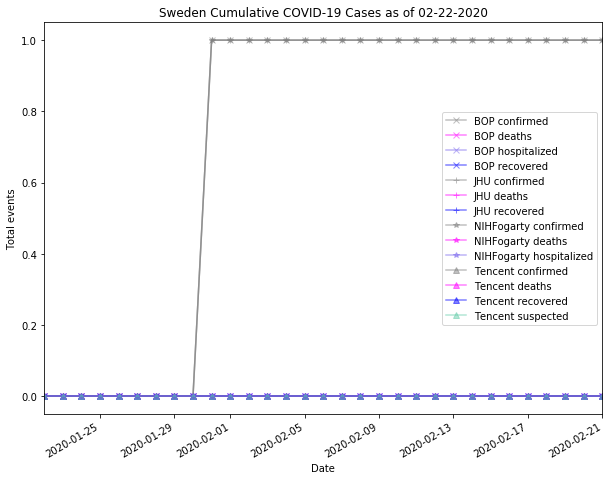 Sweden Cumulative COVID-19 Cases as of 02-22-2020
Total events
1.0
0.8
0.6
0.4
0.2
0.0
BOP confirmed
BOP deaths
BOP hospitalized
BOP recovered
JHU confirmed
JHU deaths
JHU recovered
NIHFogarty confirmed
NIHFogarty deaths
NIHFogarty hospitalized
Tencent confirmed
Tencent deaths
Tencent recovered
Tencent suspected
2020-01-25
2020-01-29
2020-02-01
2020-02-05
2020-02-09
2020-02-13
2020-02-17
2020-02-21
Date